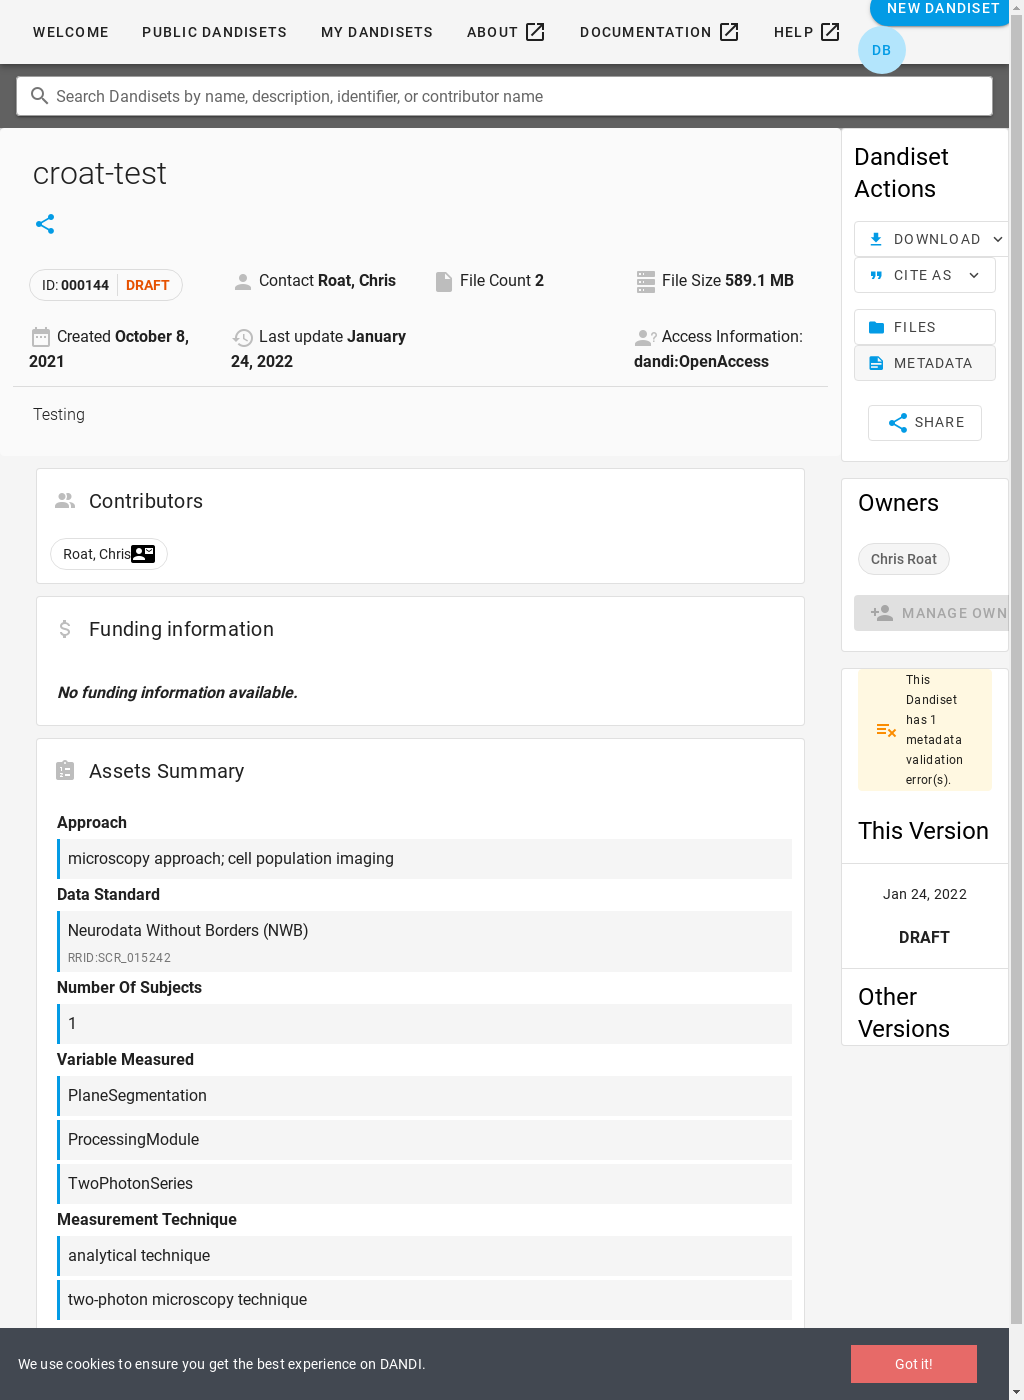 WELCOME
PUBLIC DANDISETS
MY DANDISETS
ABOUT
DOCUMENTATION
HELP
NEW DANDISET
DB
Search Dandisets by name, description, identifier, or contributor name
croat-test
ID: 000144
DRAFT
Contact Roat, Chris
File Count 2
File Size 589.1 MB
Created October 8,
2021
Last update January
24, 2022
Access Information:
dandi:OpenAccess
Testing
Contributors
Roat, Chris
Funding information
No funding information available.
Assets Summary
Approach
microscopy approach; cell population imaging
Data Standard
Neurodata Without Borders (NWB)
RRID:SCR_015242
Number Of Subjects
1
Variable Measured
PlaneSegmentation
ProcessingModule
TwoPhotonSeries
Measurement Technique
analytical technique
two-photon microscopy technique
Dandiset
Actions
DOWNLOAD
CITE AS
FILES
METADATA
SHARE
Owners
Chris Roat
MANAGE OWN
This
Dandiset
has 1
metadata
validation
error(s).
This Version
Jan 24, 2022
DRAFT
Other
Versions
We use cookies to ensure you get the best experience on DANDI.
Got it!